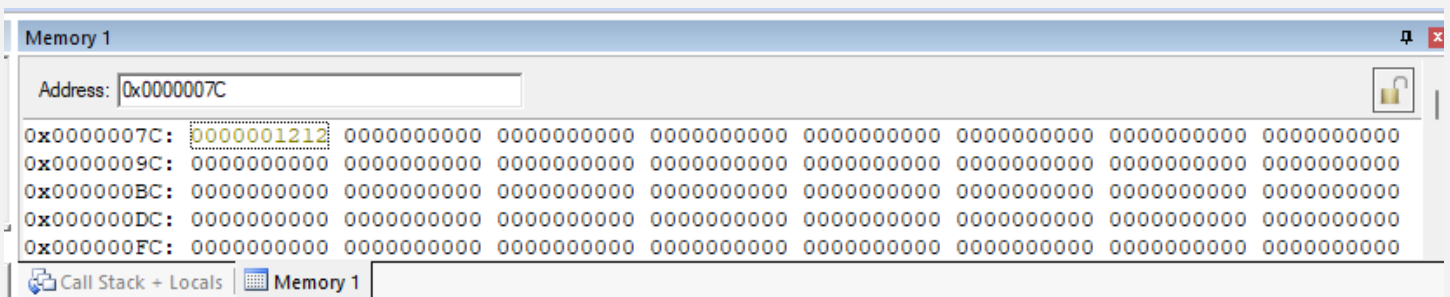 Memory 1
Address: 0x0000007C
0x0000007C: 0000001212 0000000000 0000000000 0000000000 0000000000 0000000000 0000000000 0000000000
0x0000009C: 0000000000 0000000000 0000000000 0000000000 0000000000 0000000000 0000000000 0000000000
0x000000BC: 0000000000 0000000000 0000000000 0000000000 0000000000 0000000000 0000000000 0000000000
0x000000DC: 0000000000 0000000000 0000000000 0000000000 0000000000 0000000000 0000000000 0000000000
0x000000FC: 0000000000 0000000000 0000000000 0000000000 0000000000 0000000000 0000000000 0000000000
Call Stack + Locals Memory 1